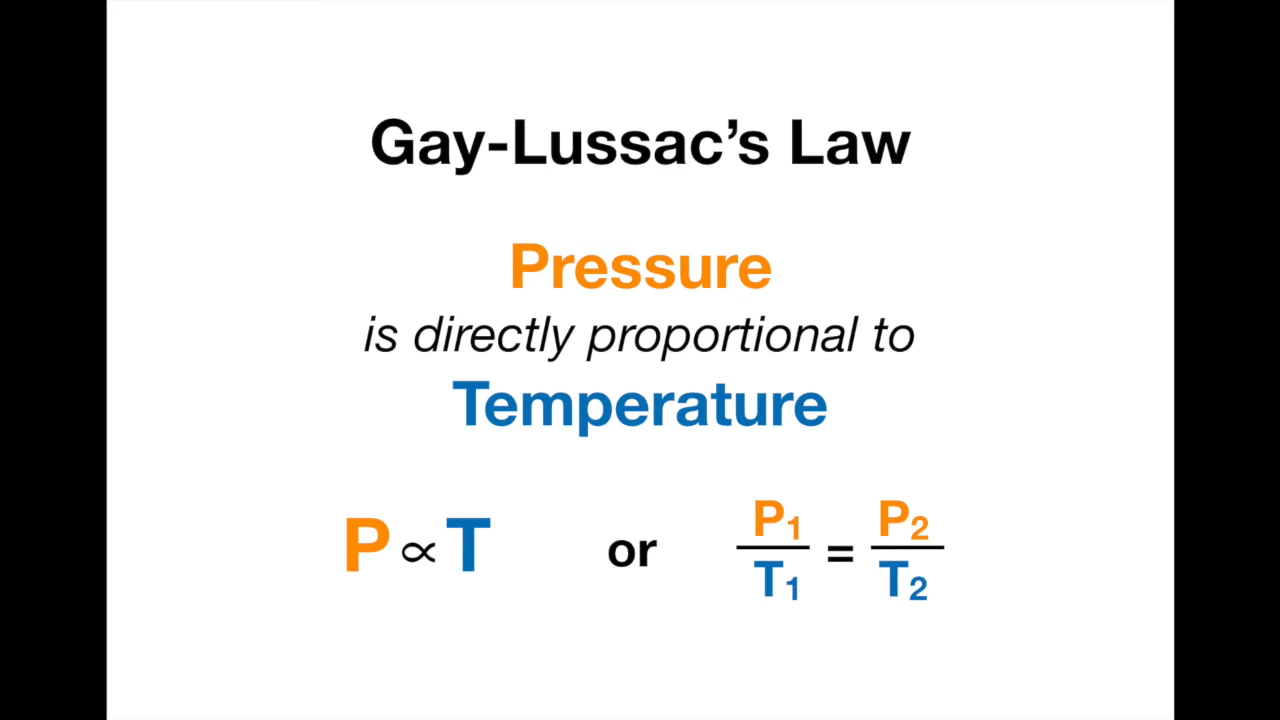 Gay-Lussac’s Law
Pressure
is directly proportional to
Temperature
P ∝ T or P₁/T₁ = P₂/T₂